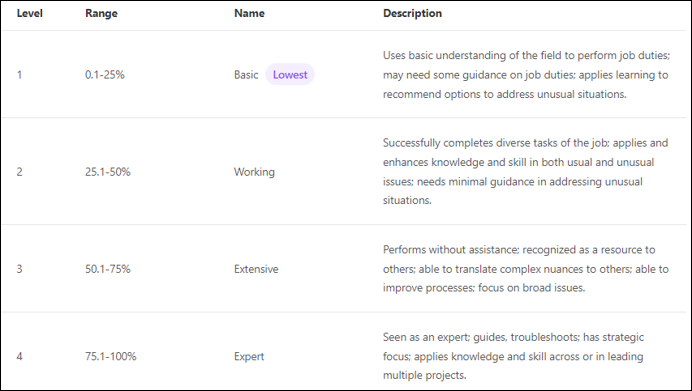 Level Range Name Description
Uses basic understanding of the field to perform job duties;
1 0.1-25% Basic Lowest may need some guidance on job duties; applies learning to
recommend options to address unusual situations.
Successfully completes diverse tasks of the job; applies and
enhances knowledge and skill in both usual and unusual
2 25.1-50% Working issues; needs minimal guidance in addressing unusual
situations.
Performs without assistance; recognized as a resource to
3 50.1-75% Extensive others; able to translate complex nuances to others; able to
improve processes; focus on broad issues.
Seen as an expert; guides, troubleshoots; has strategic
4 75.1-100% Expert focus; applies knowledge and skill across or in leading
multiple projects.